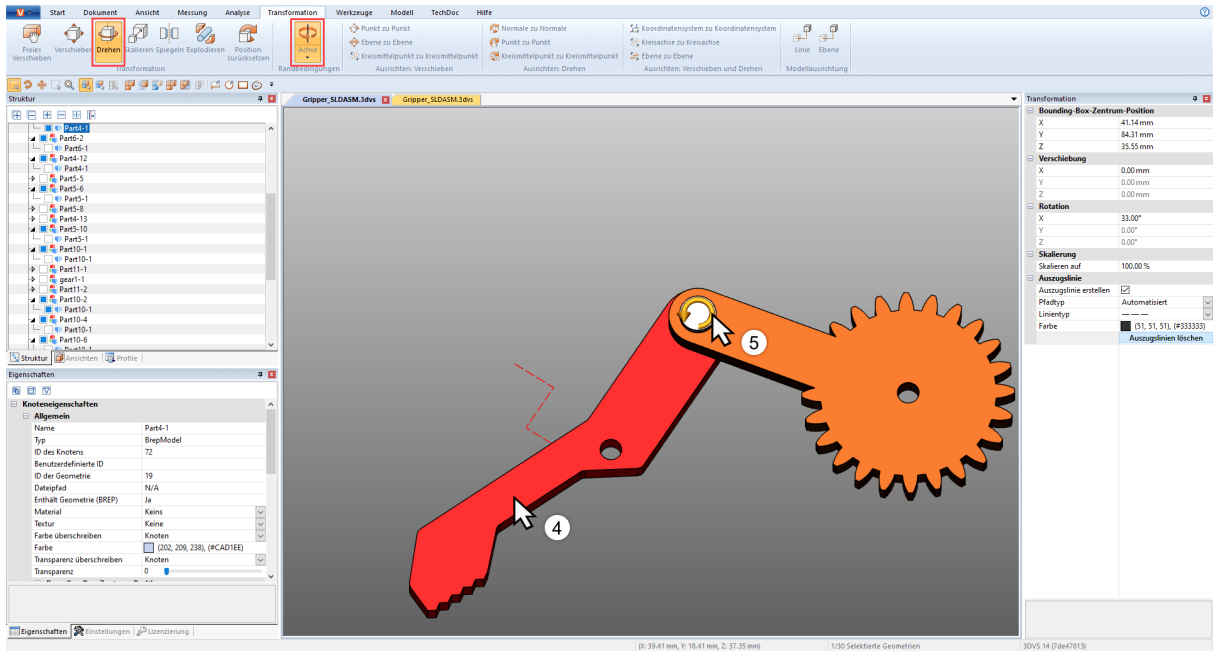 V
Start Dokument Ansicht Messung Analyse Transformation Werkzeuge Modell TechDoc Hilfe
Freies Verschieben
Verschieben
Drehen
Skalieren
Spiegeln
Explodieren
Position zurücksetzen
Transformation
Achse
Randbedingungen
Punkt zu Punkt
Ebene zu Ebene
Kreismittelpunkt zu Kreismittelpunkt
Ausrichten: Verschieben
Normale zu Normale
Punkt zu Punkt
Kreismittelpunkt zu Kreismittelpunkt
Ausrichten: Drehen
Koordinatensystem zu Koordinatensystem
Kreisachse zu Kreisachse
Ebene zu Ebene
Ausrichten: Verschieben und Drehen
Linie Ebene
Modellausrichtung
Struktur
Part4-1
Part6-2
Part6-1
Part4-12
Part4-1
Part5-5
Part5-6
Part5-1
Part5-8
Part4-13
Part5-10
Part5-1
Part10-1
Part10-1
Part11-1
gear1-1
Part11-2
Part10-2
Part10-1
Part10-4
Part10-1
Part10-6
Struktur Ansichten Profile
Eigenschaften
Knoteneigenschaften
Allgemein
Name Part4-1
Typ BrepModel
ID des Knotens 72
Benutzerdefinierte ID
ID der Geometrie 19
Dateipfad N/A
Enthält Geometrie (BREP) Ja
Material Keins
Textur Keine
Farbe überschreiben Knoten
Farbe (202, 209, 238), (#CAD1EE)
Transparenz überschreiben Knoten
Transparenz 0
Eigenschaften Einstellungen Lizenzierung
Gripper_SLDASM.3dvs Gripper_SLDASM.3dvs
5
4
Transformation
Bounding-Box-Zentrum-Position
X 41.14 mm
Y 84.31 mm
Z 35.55 mm
Verschiebung
X 0.00 mm
Y 0.00 mm
Z 0.00 mm
Rotation
X 33.00°
Y 0.00°
Z 0.00°
Skalierung
Skalieren auf 100.00 %
Auszugslinie
Auszugslinie erstellen
Pfadtyp Automatisiert
Linientyp
Farbe (51, 51, 51), (#333333)
Auszugslinien löschen
(X: 39.41 mm, Y: 18.41 mm, Z: 37.35 mm) 1/30 Selektierte Geometrien 3DVS 14 (7de47813)